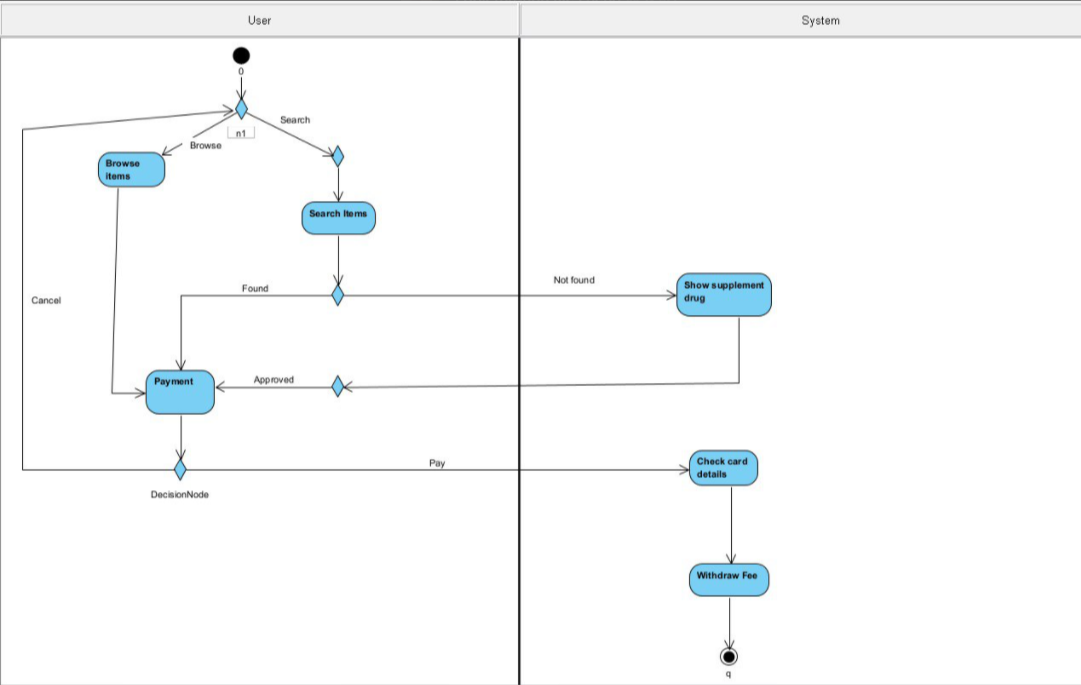 User
System
0
Search
n1
Browse
Browse
items
Search Items
Not found
Show supplement
drug
Found
Cancel
Payment
Approved
Pay
Check card
details
DecisionNode
Withdraw Fee
q